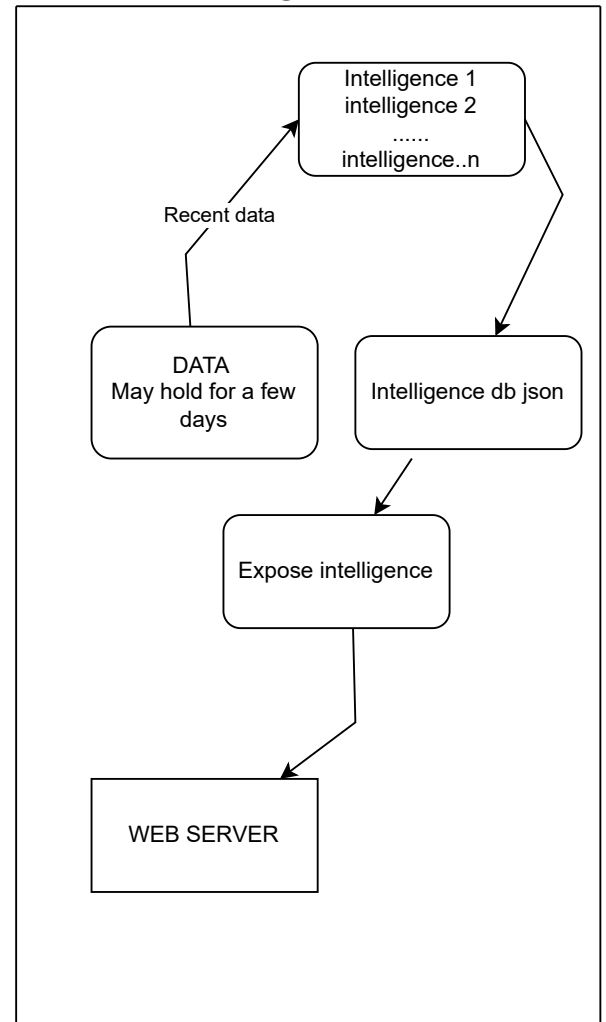 Intelligence 1
intelligence 2
......
intelligence..n
Recent data
DATA
May hold for a few
days
Intelligence db json
Expose intelligence
WEB SERVER